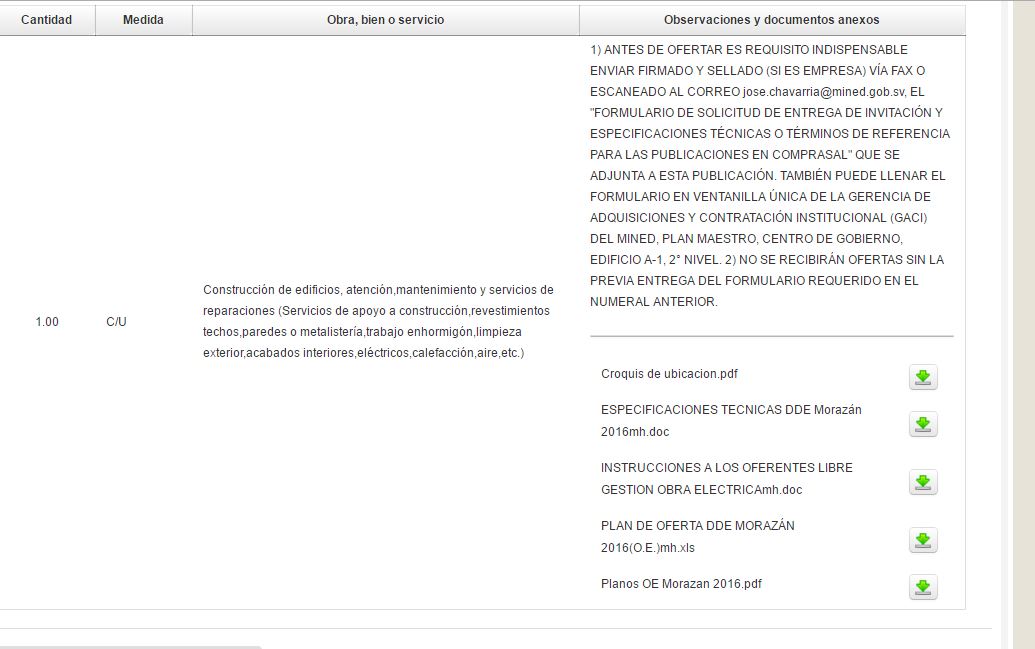 Cantidad Medida Obra, bien o servicio Observaciones y documentos anexos
1) ANTES DE OFERTAR ES REQUISITO INDISPENSABLE
ENVIAR FIRMADO Y SELLADO (SI ES EMPRESA) VÍA FAX O
ESCANEADO AL CORREO jose.chavarria@mined.gob.sv, EL
"FORMULARIO DE SOLICITUD DE ENTREGA DE INVITACIÓN Y
ESPECIFICACIONES TÉCNICAS O TÉRMINOS DE REFERENCIA
PARA LAS PUBLICACIONES EN COMPRASAL" QUE SE
ADJUNTA A ESTA PUBLICACIÓN. TAMBIÉN PUEDE LLENAR EL
FORMULARIO EN VENTANILLA ÚNICA DE LA GERENCIA DE
ADQUISICIONES Y CONTRATACIÓN INSTITUCIONAL (GACI)
DEL MINED, PLAN MAESTRO, CENTRO DE GOBIERNO,
EDIFICIO A-1, 2° NIVEL. 2) NO SE RECIBIRÁN OFERTAS SIN LA
PREVIA ENTREGA DEL FORMULARIO REQUERIDO EN EL
NUMERAL ANTERIOR.
1.00 C/U
Construcción de edificios, atención,mantenimiento y servicios de
reparaciones (Servicios de apoyo a construcción,revestimientos
techos,paredes o metalistería,trabajo enhormigón,limpieza
exterior,acabados interiores,eléctricos,calefacción,aire,etc.)
Croquis de ubicacion.pdf
ESPECIFICACIONES TECNICAS DDE Morazán
2016mh.doc
INSTRUCCIONES A LOS OFERENTES LIBRE
GESTION OBRA ELECTRICAmh.doc
PLAN DE OFERTA DDE MORAZÁN
2016(O.E.)mh.xls
Planos OE Morazan 2016.pdf